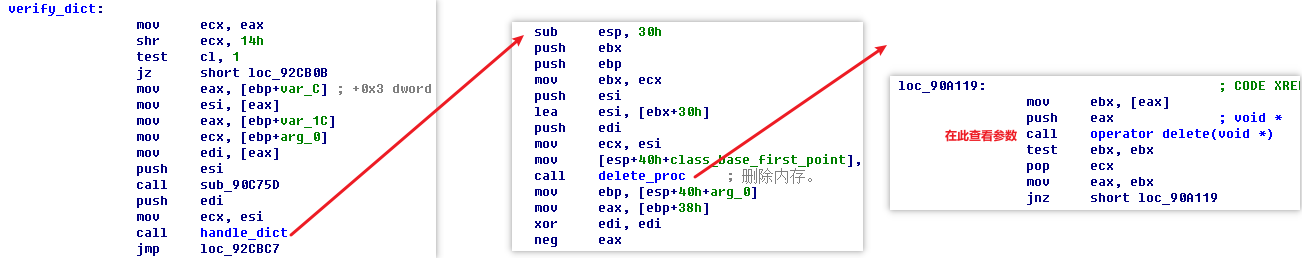 verify_dict:
mov ecx, eax
shr ecx, 14h
test cl, 1
jz short loc_92CB0B
mov eax, [ebp+var_C] ; +0x3 dword
mov esi, [eax]
mov eax, [ebp+var_1C]
mov ecx, [ebp+arg_0]
mov edi, [eax]
push esi
call sub_90C75D
push edi
mov ecx, esi
call handle_dict
jmp loc_92CBC7
sub esp, 30h
push ebx
push ebp
mov ebx, ecx
push esi
lea esi, [ebx+30h]
push edi
mov ecx, esi
mov [esp+40h+class_base_first_point],
call delete_proc ; 删除内存。
mov ebp, [esp+40h+arg_0]
mov eax, [ebp+38h]
xor edi, edi
neg eax
loc_90A119: ; CODE XREF
mov ebx, [eax]
push eax ; void *
在此查看参数 call operator delete(void *)
test ebx, ebx
pop ecx
mov eax, ebx
jnz short loc_90A119